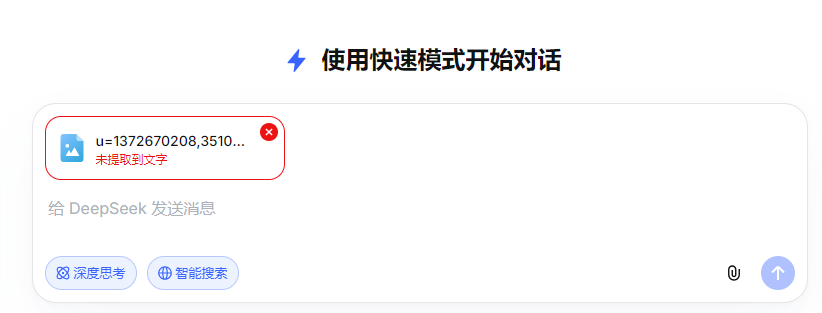 使用快速模式开始对话
u=1372670208,3510...
未提取到文字
给 DeepSeek 发送消息
深度思考
智能搜索